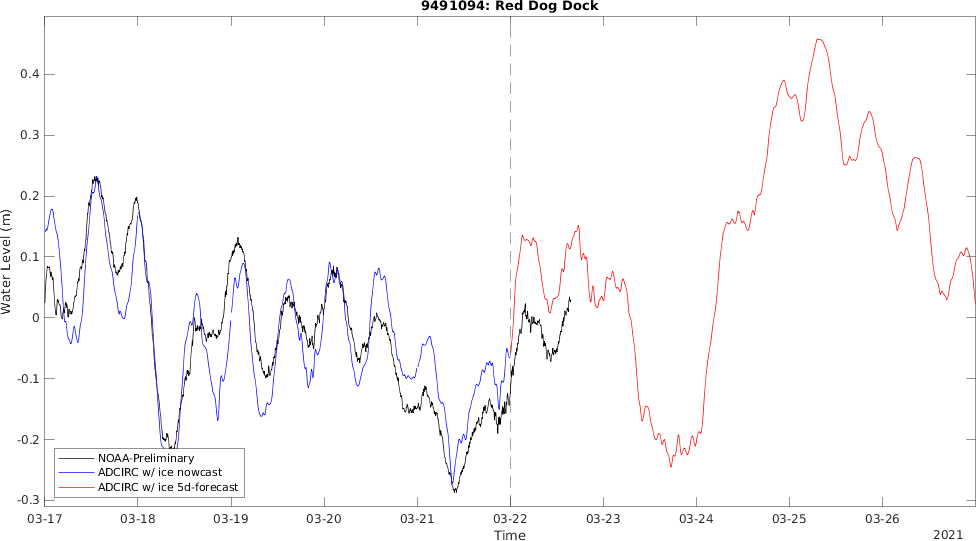 9491094: Red Dog Dock
Water Level (m)
0.4
0.3
0.2
0.1
0
-0.1
-0.2
-0.3
NOAA-Preliminary
ADCIRC w/ ice nowcast
ADCIRC w/ ice 5d-forecast
03-17 03-18 03-19 03-20 03-21 03-22 03-23 03-24 03-25 03-26
Time
2021